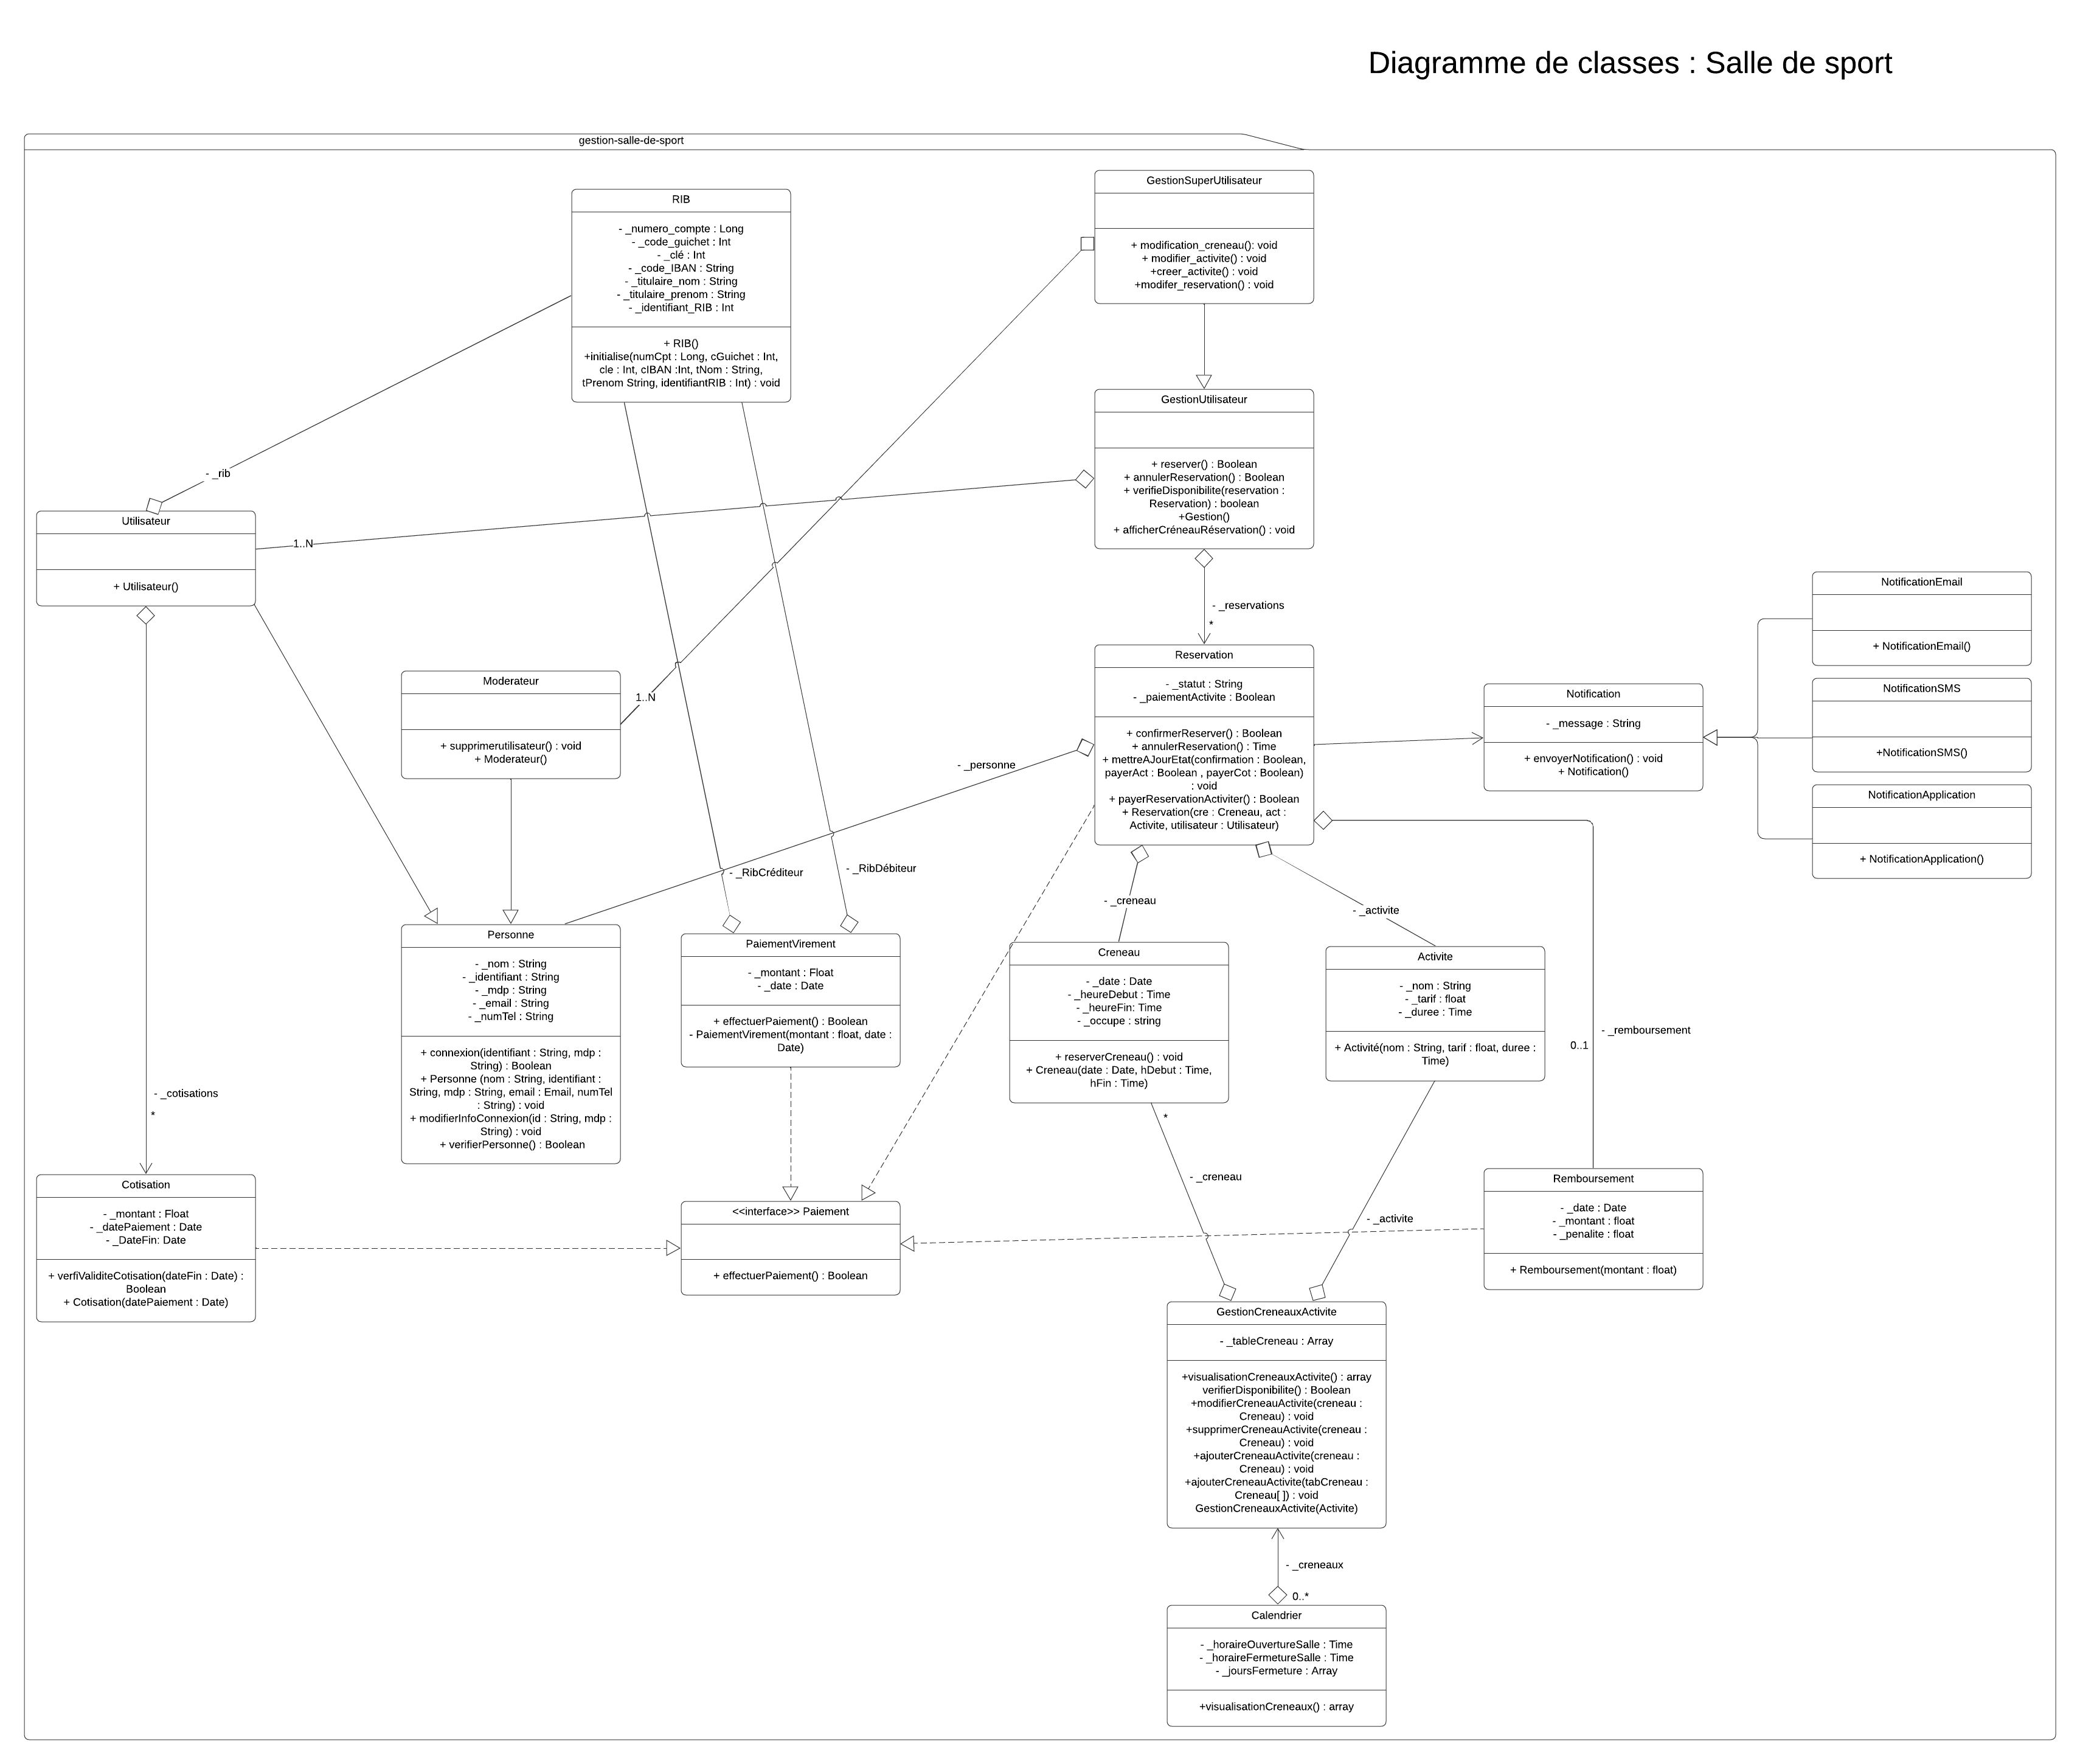 Diagramme de classes : Salle de sport
gestion-salle-de-sport
RIB
- _numero_compte : Long
- _code_guichet : Int
- _clé : Int
- _code_IBAN : String
- _titulaire_nom : String
- _titulaire_prenom : String
- _identifiant_RIB : Int
+ RIB()
+initialise(numCpt : Long, cGuichet : Int,
cle : Int, cIBAN :Int, tNom : String,
tPrenom String, identifiantRIB : Int) : void
GestionSuperUtilisateur
+ modification_creneau(): void
+ modifier_activite() : void
+creer_activite() : void
+modifer_reservation() : void
GestionUtilisateur
+ reserver() : Boolean
+ annulerReservation() : Boolean
+ verifieDisponibilite(reservation :
Reservation) : boolean
+Gestion()
+ afficherCréneauRéservation() : void
- _rib
Utilisateur
+ Utilisateur()
1..N
- _reservations
*
Moderateur
+ supprimerutilisateur() : void
+ Moderateur()
1..N
Reservation
- _statut : String
- _paiementActivite : Boolean
+ confirmerReserver() : Boolean
+ annulerReservation() : Time
+ mettreAJourEtat(confirmation : Boolean,
payerAct : Boolean , payerCot : Boolean)
: void
+ payerReservationActiviter() : Boolean
+ Reservation(cre : Creneau, act :
Activite, utilisateur : Utilisateur)
Notification
- _message : String
+ envoyerNotification() : void
+ Notification()
NotificationEmail
+ NotificationEmail()
NotificationSMS
+NotificationSMS()
NotificationApplication
+ NotificationApplication()
- _personne
- _RibCréditeur
- _RibDébiteur
- _creneau
- _activite
Personne
- _nom : String
- _identifiant : String
- _mdp : String
- _email : String
- _numTel : String
+ connexion(identifiant : String, mdp :
String) : Boolean
+ Personne (nom : String, identifiant :
String, mdp : String, email : Email, numTel
: String) : void
+ modifierInfoConnexion(id : String, mdp :
String) : void
+ verifierPersonne() : Boolean
PaiementVirement
- _montant : Float
- _date : Date
+ effectuerPaiement() : Boolean
- PaiementVirement(montant : float, date :
Date)
Creneau
- _date : Date
- _heureDebut : Time
- _heureFin: Time
- _occupe : string
+ reserverCreneau() : void
+ Creneau(date : Date, hDebut : Time,
hFin : Time)
Activite
- _nom : String
- _tarif : float
- _duree : Time
+ Activité(nom : String, tarif : float, duree :
Time)
- _remboursement
0..1
- _cotisations
*
*
- _creneau
- _activite
Cotisation
- _montant : Float
- _datePaiement : Date
- _DateFin: Date
+ verfiValiditeCotisation(dateFin : Date) :
Boolean
+ Cotisation(datePaiement : Date)
<<interface>> Paiement
+ effectuerPaiement() : Boolean
Remboursement
- _date : Date
- _montant : float
- _penalite : float
+ Remboursement(montant : float)
GestionCreneauxActivite
- _tableCreneau : Array
+visualisationCreneauxActivite() : array
verifierDisponibilite() : Boolean
+modifierCreneauActivite(creneau :
Creneau) : void
+supprimerCreneauActivite(creneau :
Creneau) : void
+ajouterCreneauActivite(creneau :
Creneau) : void
+ajouterCreneauActivite(tabCreneau :
Creneau[ ]) : void
GestionCreneauxActivite(Activite)
- _creneaux
0..*
Calendrier
- _horaireOuvertureSalle : Time
- _horaireFermetureSalle : Time
- _joursFermeture : Array
+visualisationCreneaux() : array